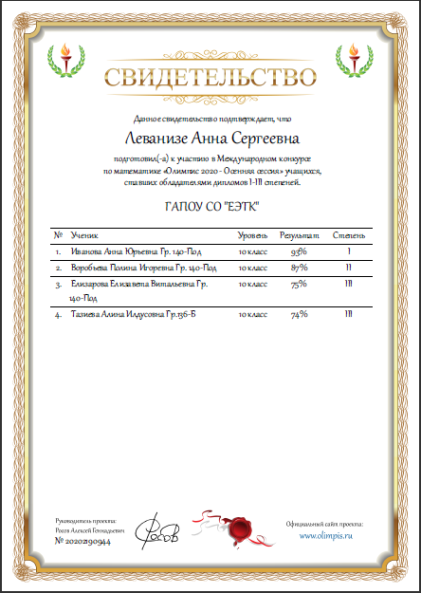 СВИДЕТЕЛЬСТВО
Данное свидетельство подтверждает, что
Леванизе Анна Сергеевна
подготовил(-а) к участию в Международном конкурсе
по математике «Олимпис 2020 - Осенняя сессия» учащихся,
ставших обладателями дипломов I-III степеней.
ГАПОУ СО "ЕЭТК"
№ Ученик Уровень Результат Степень
1. Иванова Анна Юрьевна Гр. 140-Под 10 класс 93% I
2. Воробьева Полина Игоревна Гр. 140-Под 10 класс 87% II
3. Елизарова Елизавета Витальевна Гр. 10 класс 75% III
140-Под
4. Тазиева Алина Илдусовна Гр.136-Б 10 класс 74% III
Руководитель проекта:
Росов Алексей Геннадьевич
№ 2020290944
Росов
Официальный сайт проекта:
www.olimpis.ru